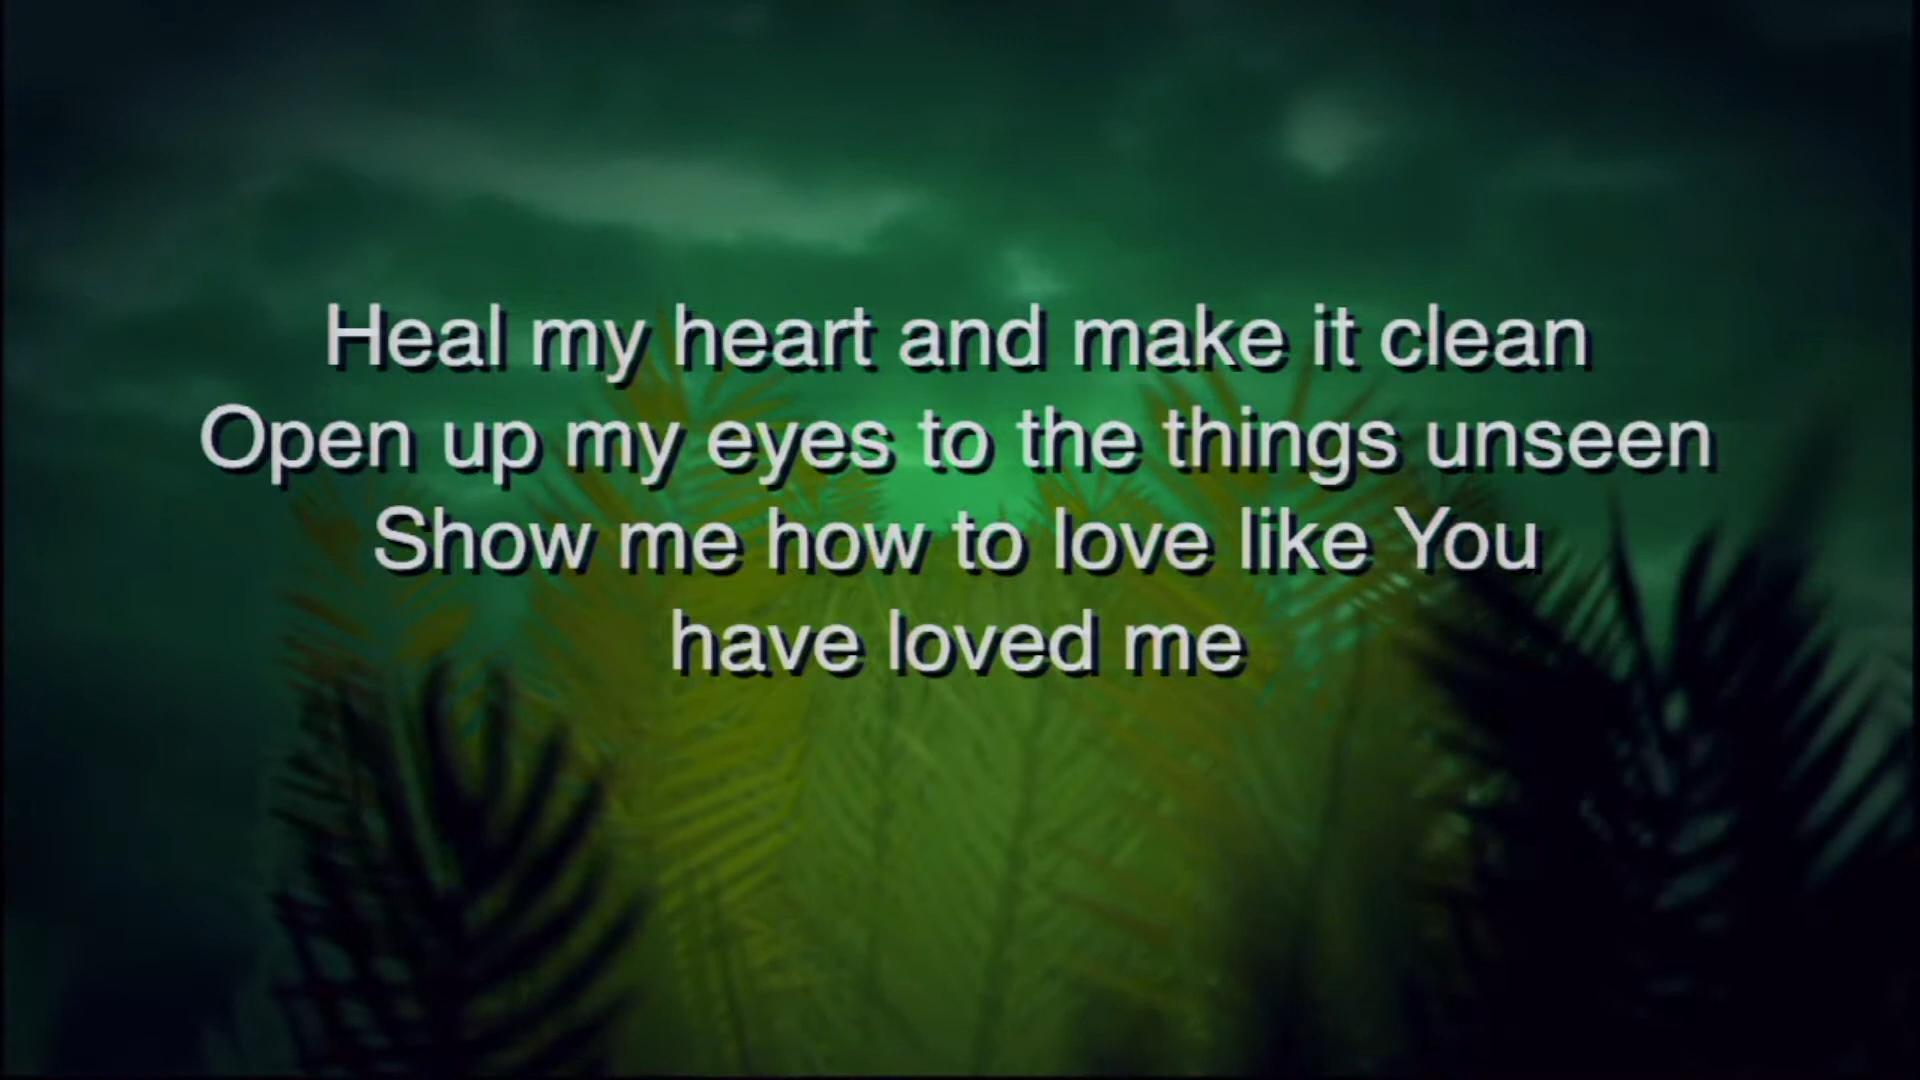 Heal my heart and make it clean
Open up my eyes to the things unseen
Show me how to love like You
have loved me